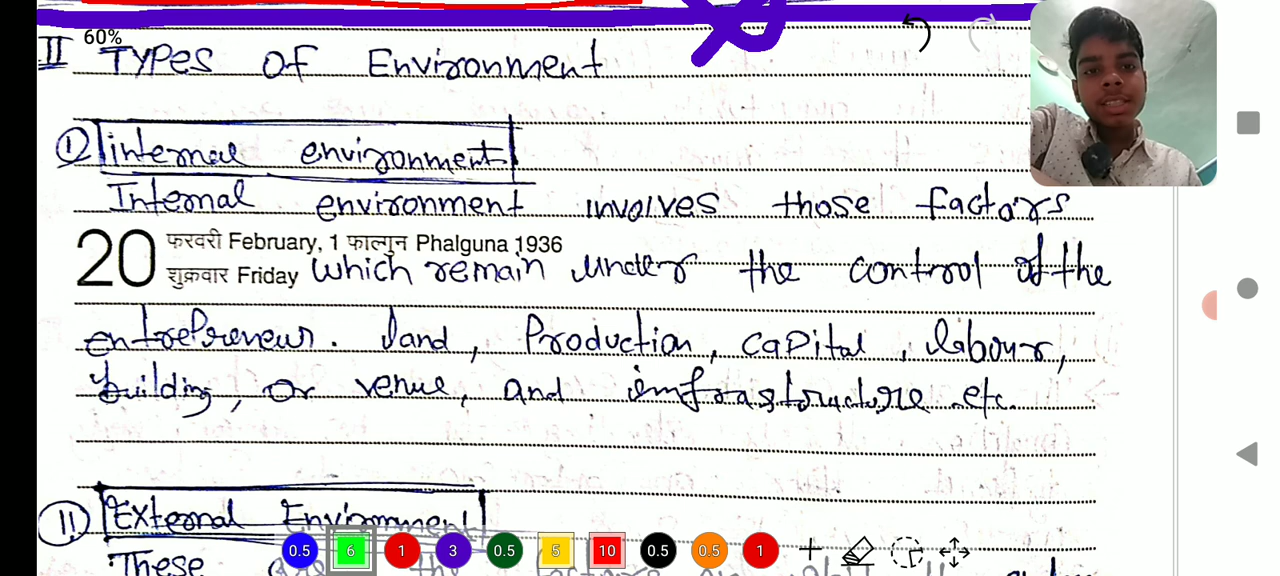 60%
II Types of Environment
① internal environment
Internal environment involves those factors
20 फरवरी February, 1 फाल्गुन Phalguna 1936
शुक्रवार Friday which remain under the control of the
entrepreneur. land, Production, capital, labour,
building, or venue, and imfrastructure etc.
11 External Environment
These
0.5 6 1 3 0.5 5 10 0.5 0.5 1